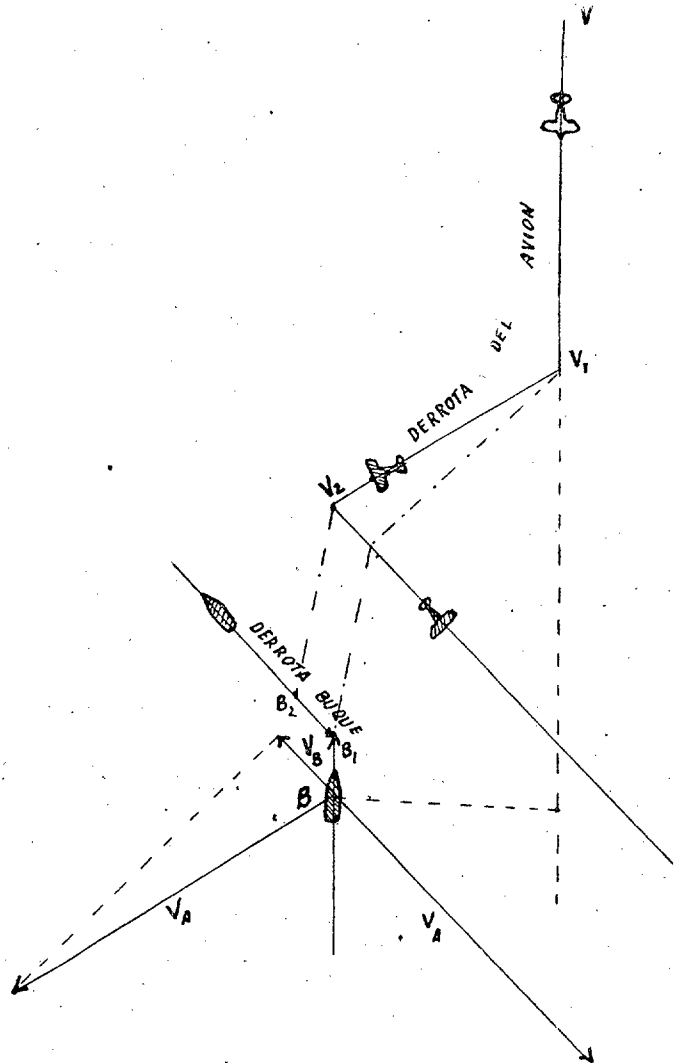 V
AVION
DEL
V1
DERROTA
V2
DERROTA BUQUE
B2
B1
VB
B
VA
VA